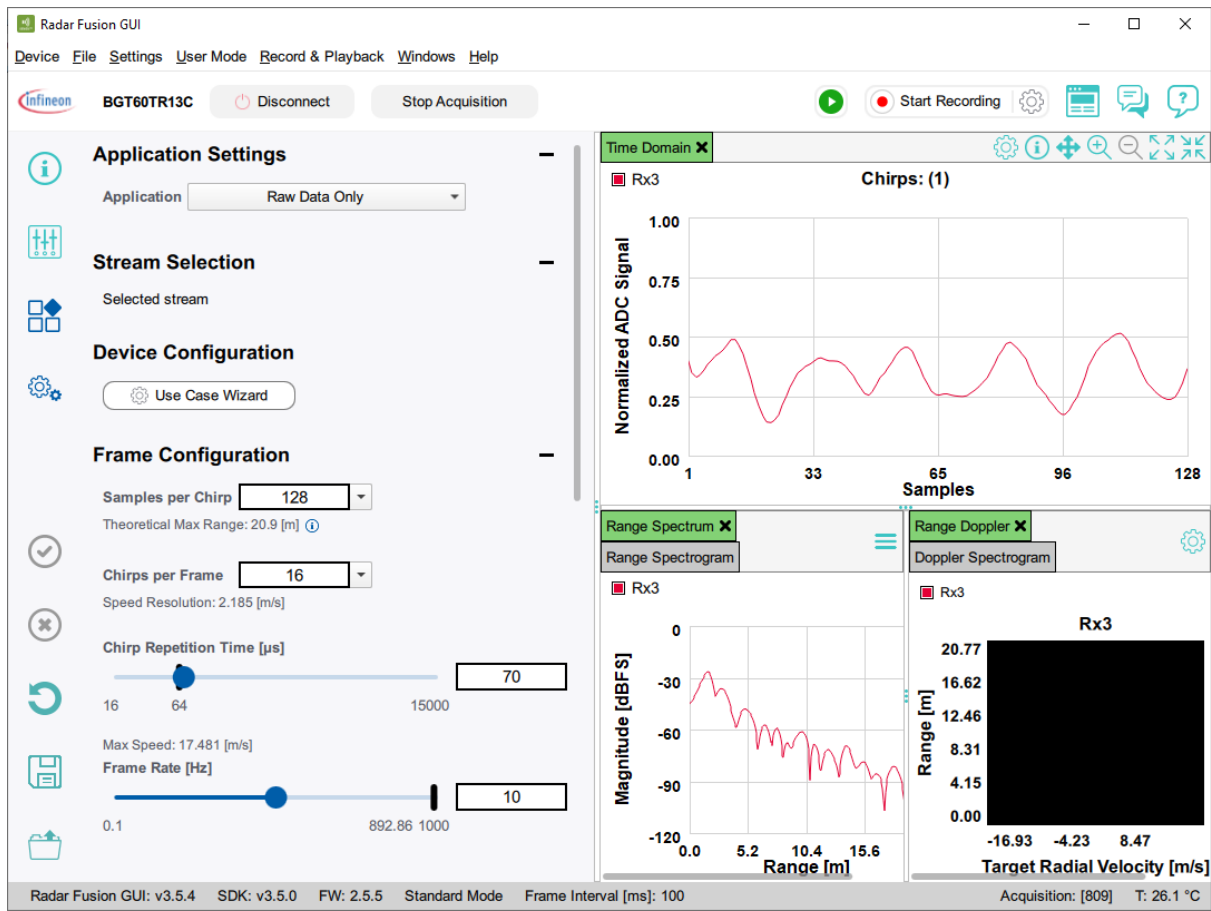 Radar Fusion GUI
Device File Settings User Mode Record & Playback Windows Help
infineon BGT60TR13C Disconnect Stop Acquisition Start Recording
Application Settings
Application Raw Data Only
Stream Selection
Selected stream
Device Configuration
Use Case Wizard
Frame Configuration
Samples per Chirp 128
Theoretical Max Range: 20.9 [m]
Chirps per Frame 16
Speed Resolution: 2.185 [m/s]
Chirp Repetition Time [µs]
70
16 64 15000
Max Speed: 17.481 [m/s]
Frame Rate [Hz]
10
0.1 892.86 1000
Time Domain
Rx3 Chirps: (1)
Normalized ADC Signal
1.00
0.75
0.50
0.25
0.00
1 33 65 96 128
Samples
Range Spectrum
Range Spectrogram
Rx3
Magnitude [dBFS]
0
-30
-60
-90
-120
0.0 5.2 10.4 15.6
Range [m]
Range Doppler
Doppler Spectrogram
Rx3
Rx3
Range [m]
20.77
16.62
12.46
8.31
4.15
0.00
-16.93 -4.23 8.47
Target Radial Velocity [m/s]
Radar Fusion GUI: v3.5.4 SDK: v3.5.0 FW: 2.5.5 Standard Mode Frame Interval [ms]: 100 Acquisition: [809] T: 26.1 °C